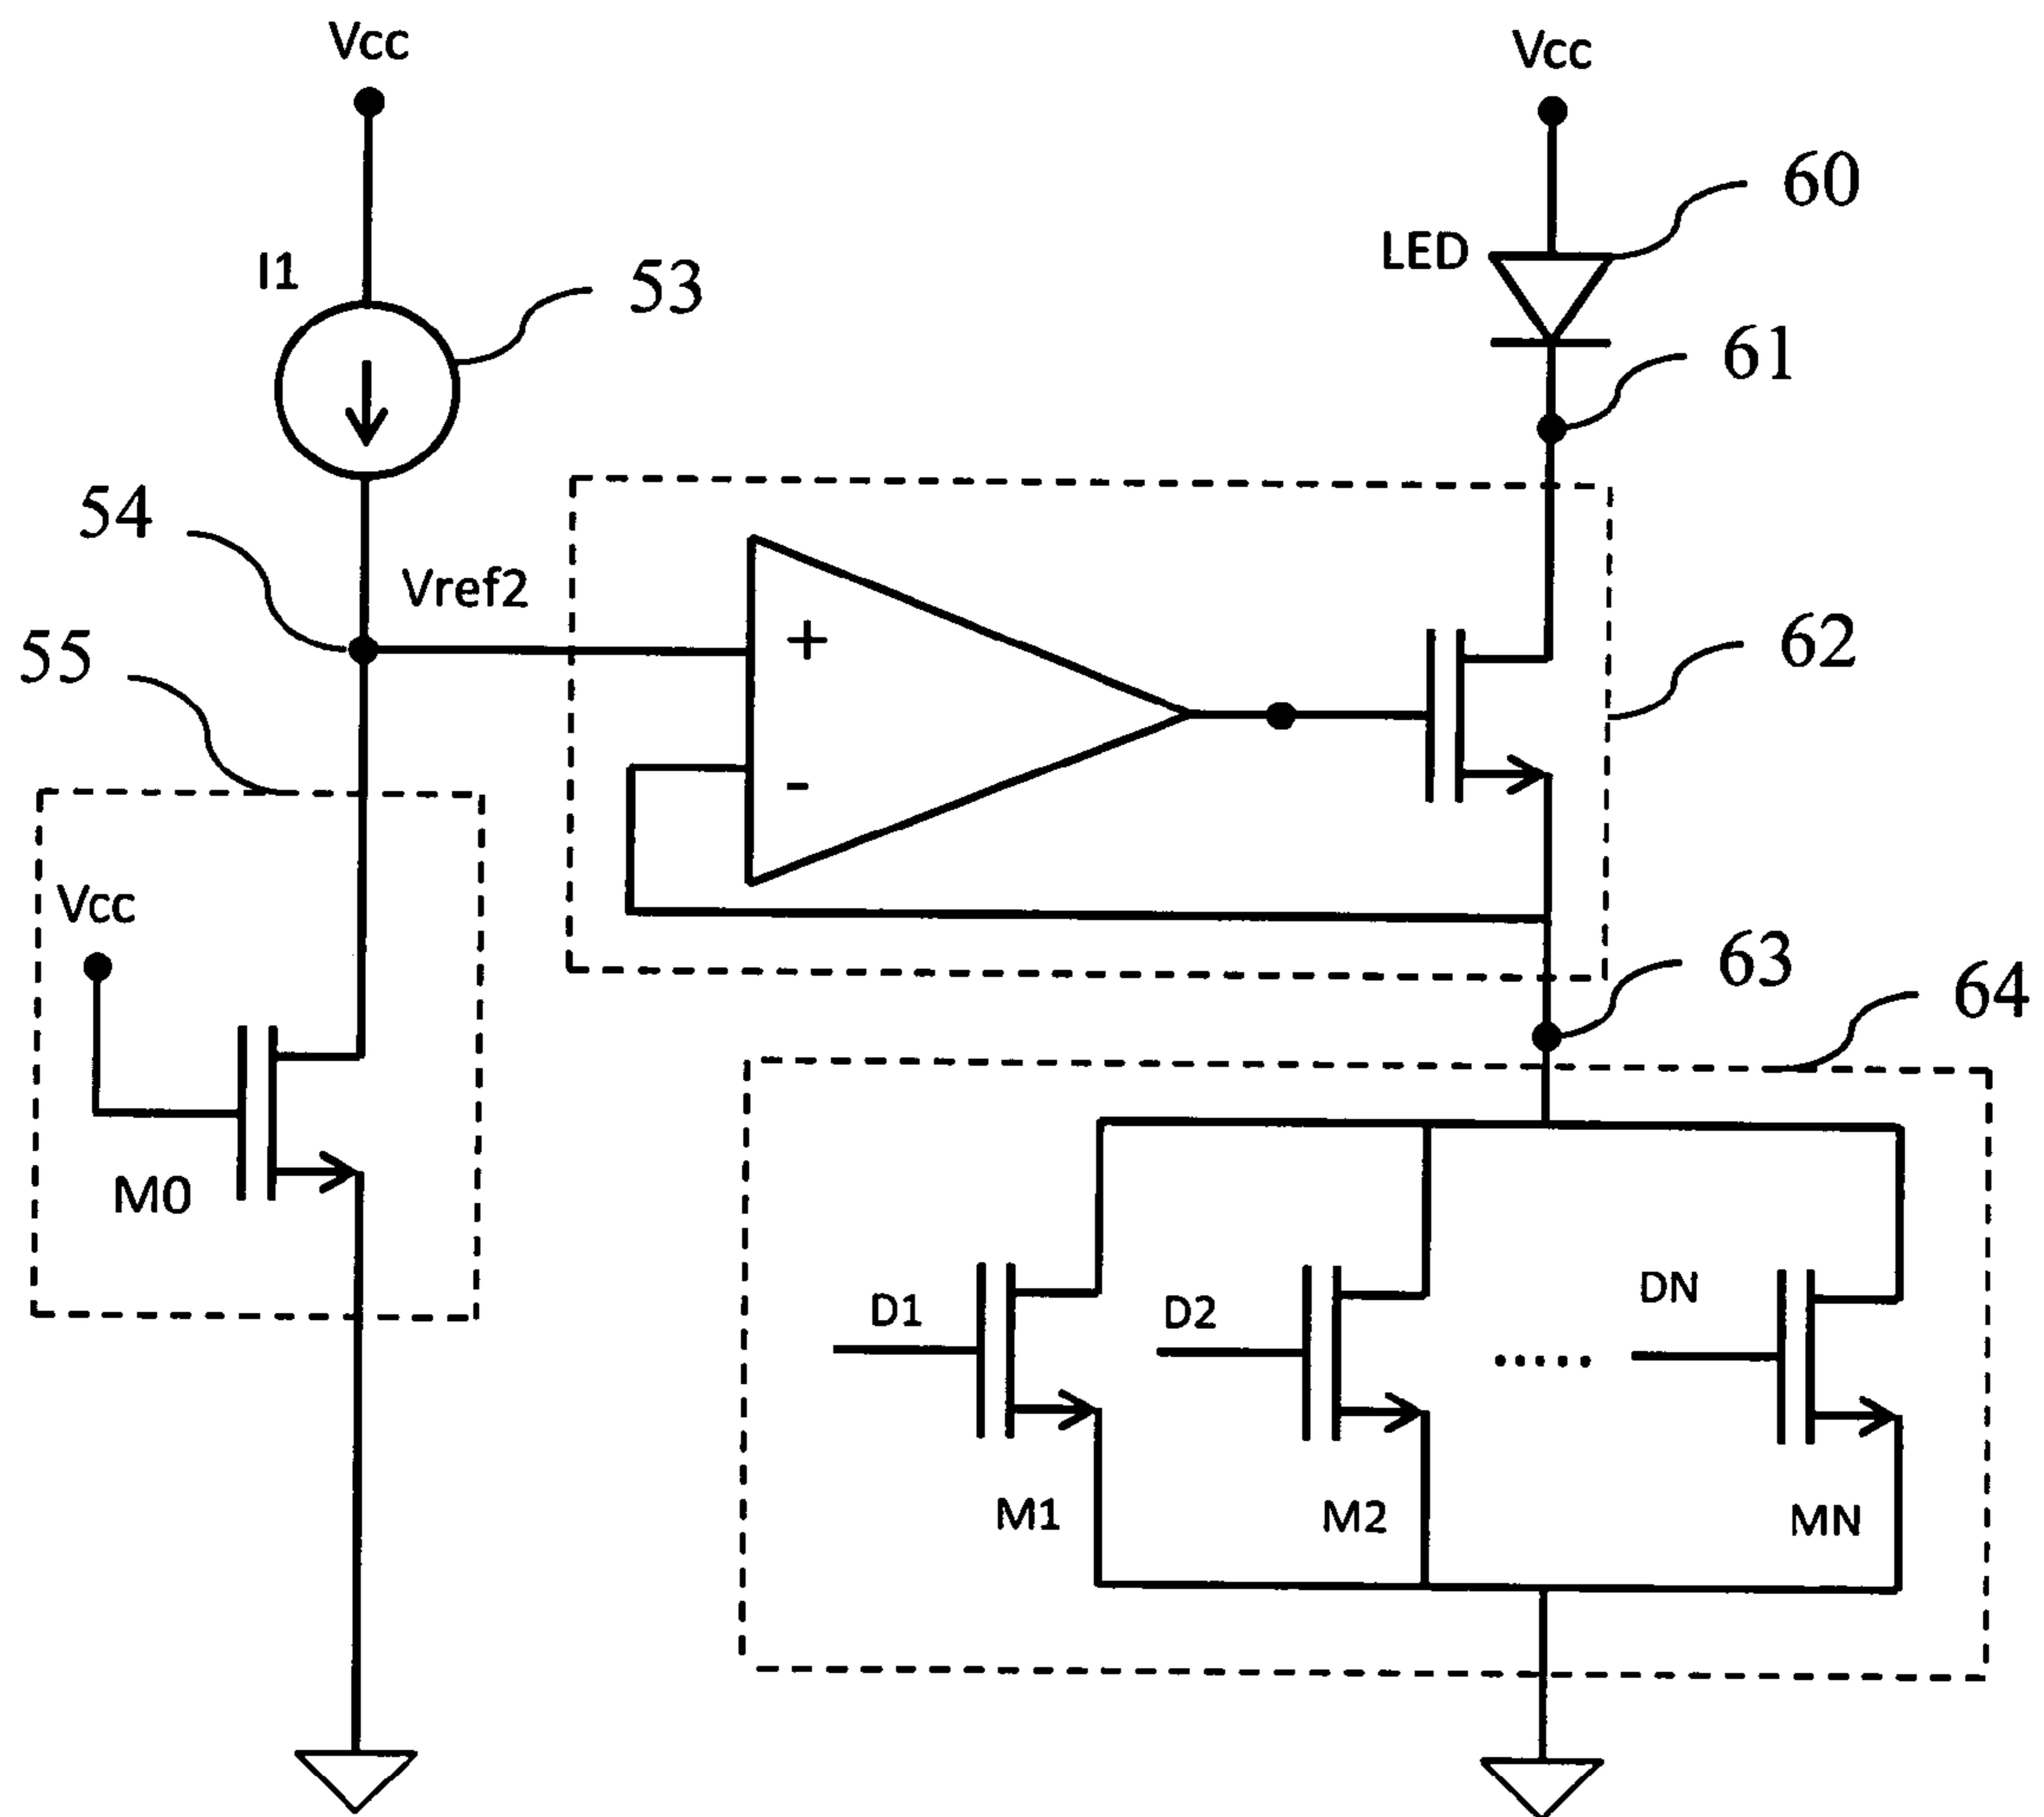 Vcc
Vcc
60
LED
I1
53
61
54
Vref2
+
62
55
-
Vcc
63
64
M0
D1
D2
DN
.....
M1
M2
MN